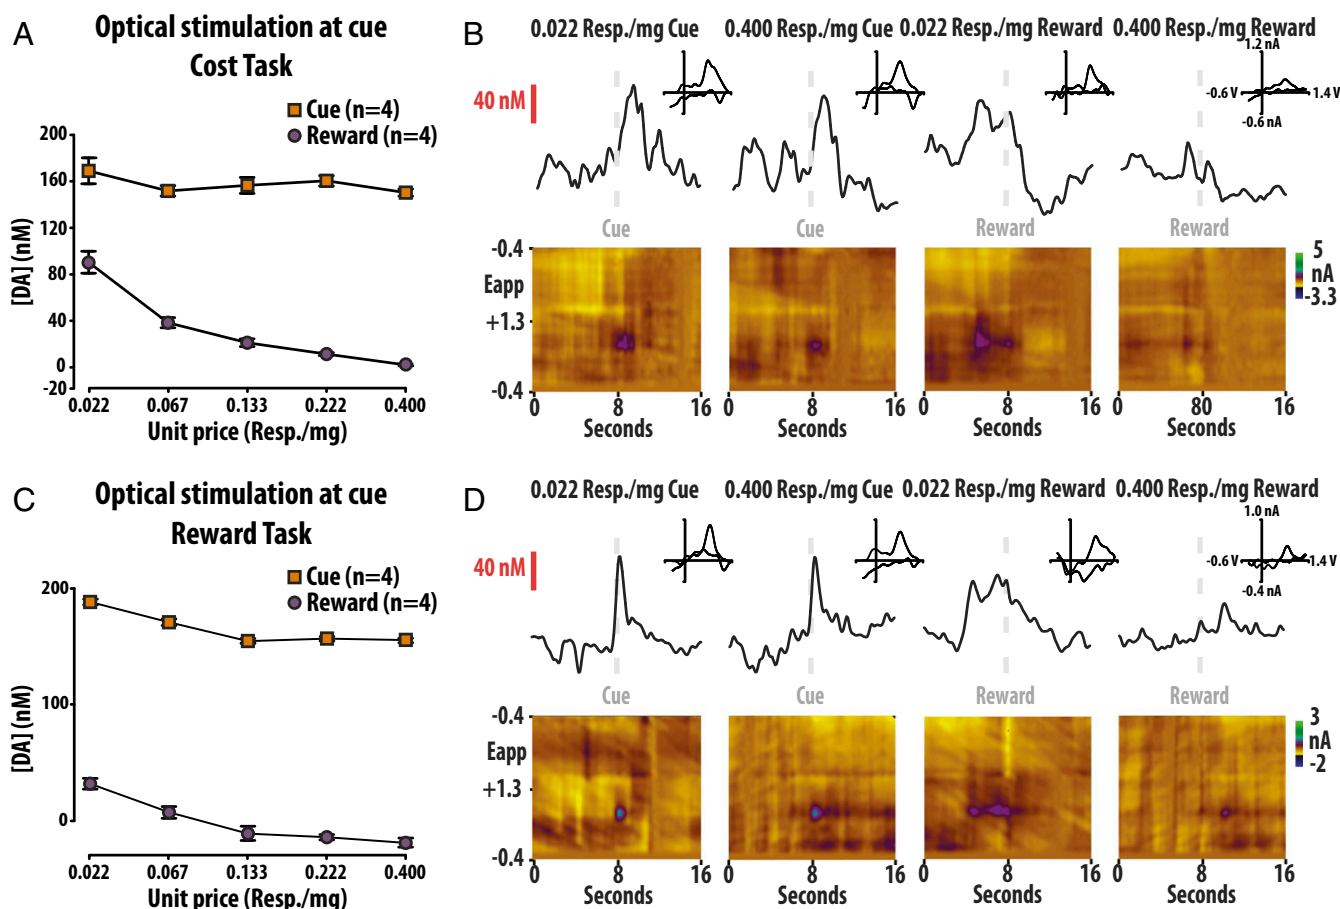 A
Optical stimulation at cue
Cost Task
Cue (n=4)
Reward (n=4)
[DA] (nM)
200
160
120
80
40
0
-20
0.022 0.067 0.133 0.222 0.400
Unit price (Resp./mg)
B
0.022 Resp./mg Cue 0.400 Resp./mg Cue 0.022 Resp./mg Reward 0.400 Resp./mg Reward
40 nM
1.2 nA
-0.6 V 1.4 V
-0.6 nA
Cue Cue Reward Reward
-0.4
Eapp
+1.3
-0.4
5
nA
-3.3
0 8 16 0 8 16 0 8 16 0 80 16
Seconds Seconds Seconds Seconds
C
Optical stimulation at cue
Reward Task
Cue (n=4)
Reward (n=4)
[DA] (nM)
200
100
0
0.022 0.067 0.133 0.222 0.400
Unit price (Resp./mg)
D
0.022 Resp./mg Cue 0.400 Resp./mg Cue 0.022 Resp./mg Reward 0.400 Resp./mg Reward
40 nM
1.0 nA
-0.6 V 1.4 V
-0.4 nA
Cue Cue Reward Reward
-0.4
Eapp
+1.3
-0.4
3
nA
-2
0 8 16 0 8 16 0 8 16 0 8 16
Seconds Seconds Seconds Seconds